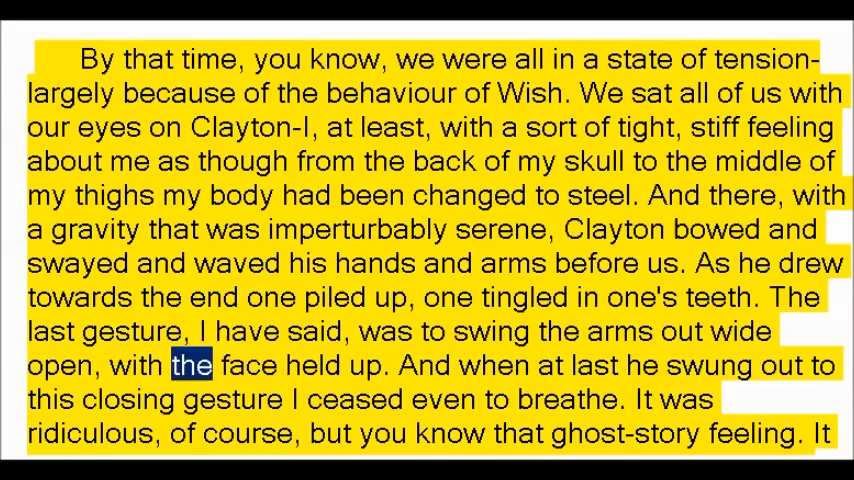 By that time, you know, we were all in a state of tension-
largely because of the behaviour of Wish. We sat all of us with
our eyes on Clayton-I, at least, with a sort of tight, stiff feeling
about me as though from the back of my skull to the middle of
my thighs my body had been changed to steel. And there, with
a gravity that was imperturbably serene, Clayton bowed and
swayed and waved his hands and arms before us. As he drew
towards the end one piled up, one tingled in one's teeth. The
last gesture, I have said, was to swing the arms out wide
open, with the face held up. And when at last he swung out to
this closing gesture I ceased even to breathe. It was
ridiculous, of course, but you know that ghost-story feeling. It